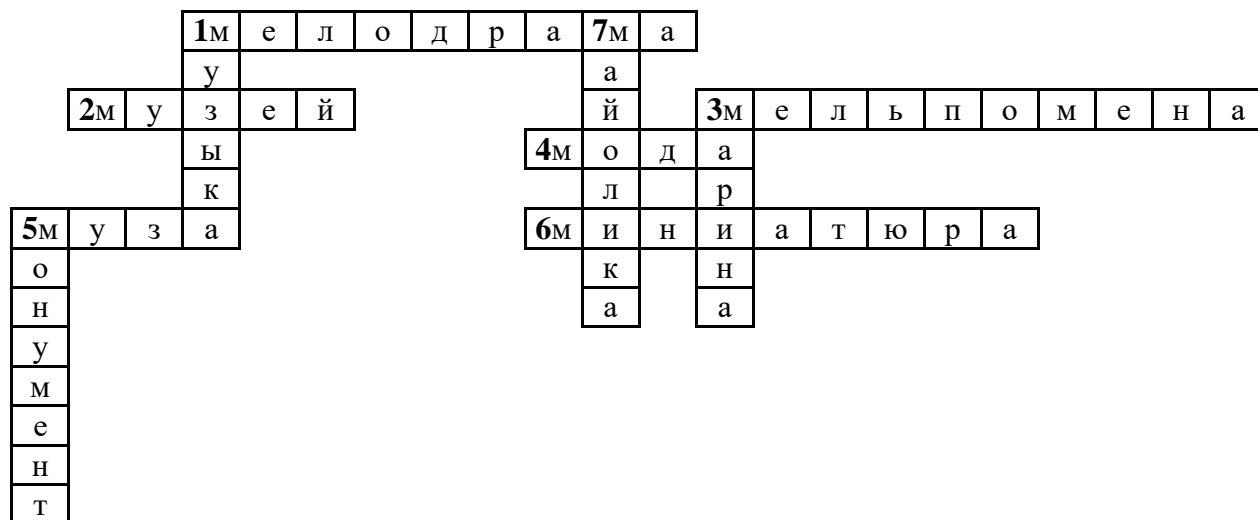 1м е л о д р а 7м а
у а
2м у з е й й 3м е л ь п о м е н а
ы 4м о д а
к л р
5м у з а 6м и н и а т ю р а
о к н
н а а
у
м
е
н
т